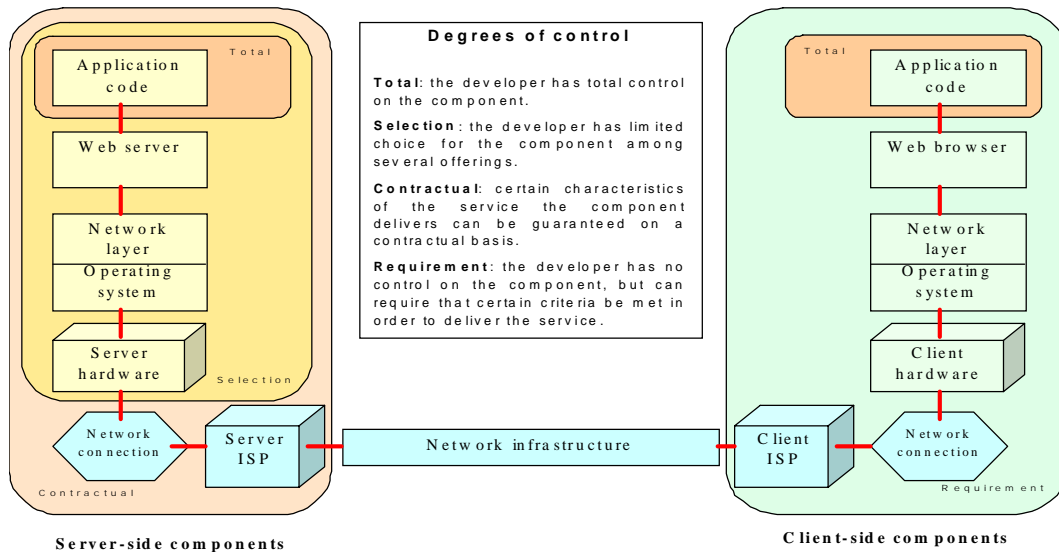 Total
Application
code
Web server
Network
layer
Operating
system
Server
hardware
Selection
Network
connection
Server
ISP
Contractual
Server-side components
Degrees of control
Total: the developer has total control
on the component.
Selection: the developer has limited
choice for the component among
several offerings.
Contractual: certain characteristics
of the service the component
delivers can be guaranteed on a
contractual basis.
Requirement: the developer has no
control on the component, but can
require that certain criteria be met in
order to deliver the service.
Network infrastructure
Total
Application
code
Web browser
Network
layer
Operating
system
Client
hardware
Client
ISP
Network
connection
Requirement
Client-side components